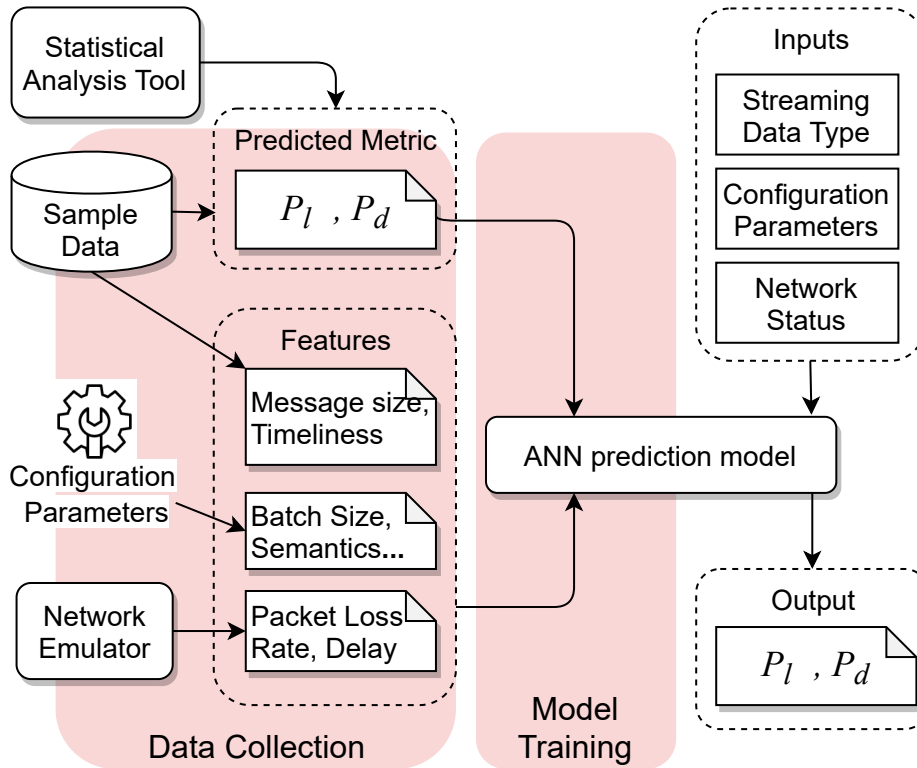 Statistical
Analysis Tool
Predicted Metric
P_l , P_d
Sample
Data
Features
Message size,
Timeliness
Configuration
Parameters
Batch Size,
Semantics...
Network
Emulator
Packet Loss
Rate, Delay
Data Collection
Model
Training
ANN prediction model
Inputs
Streaming
Data Type
Configuration
Parameters
Network
Status
Output
P_l , P_d